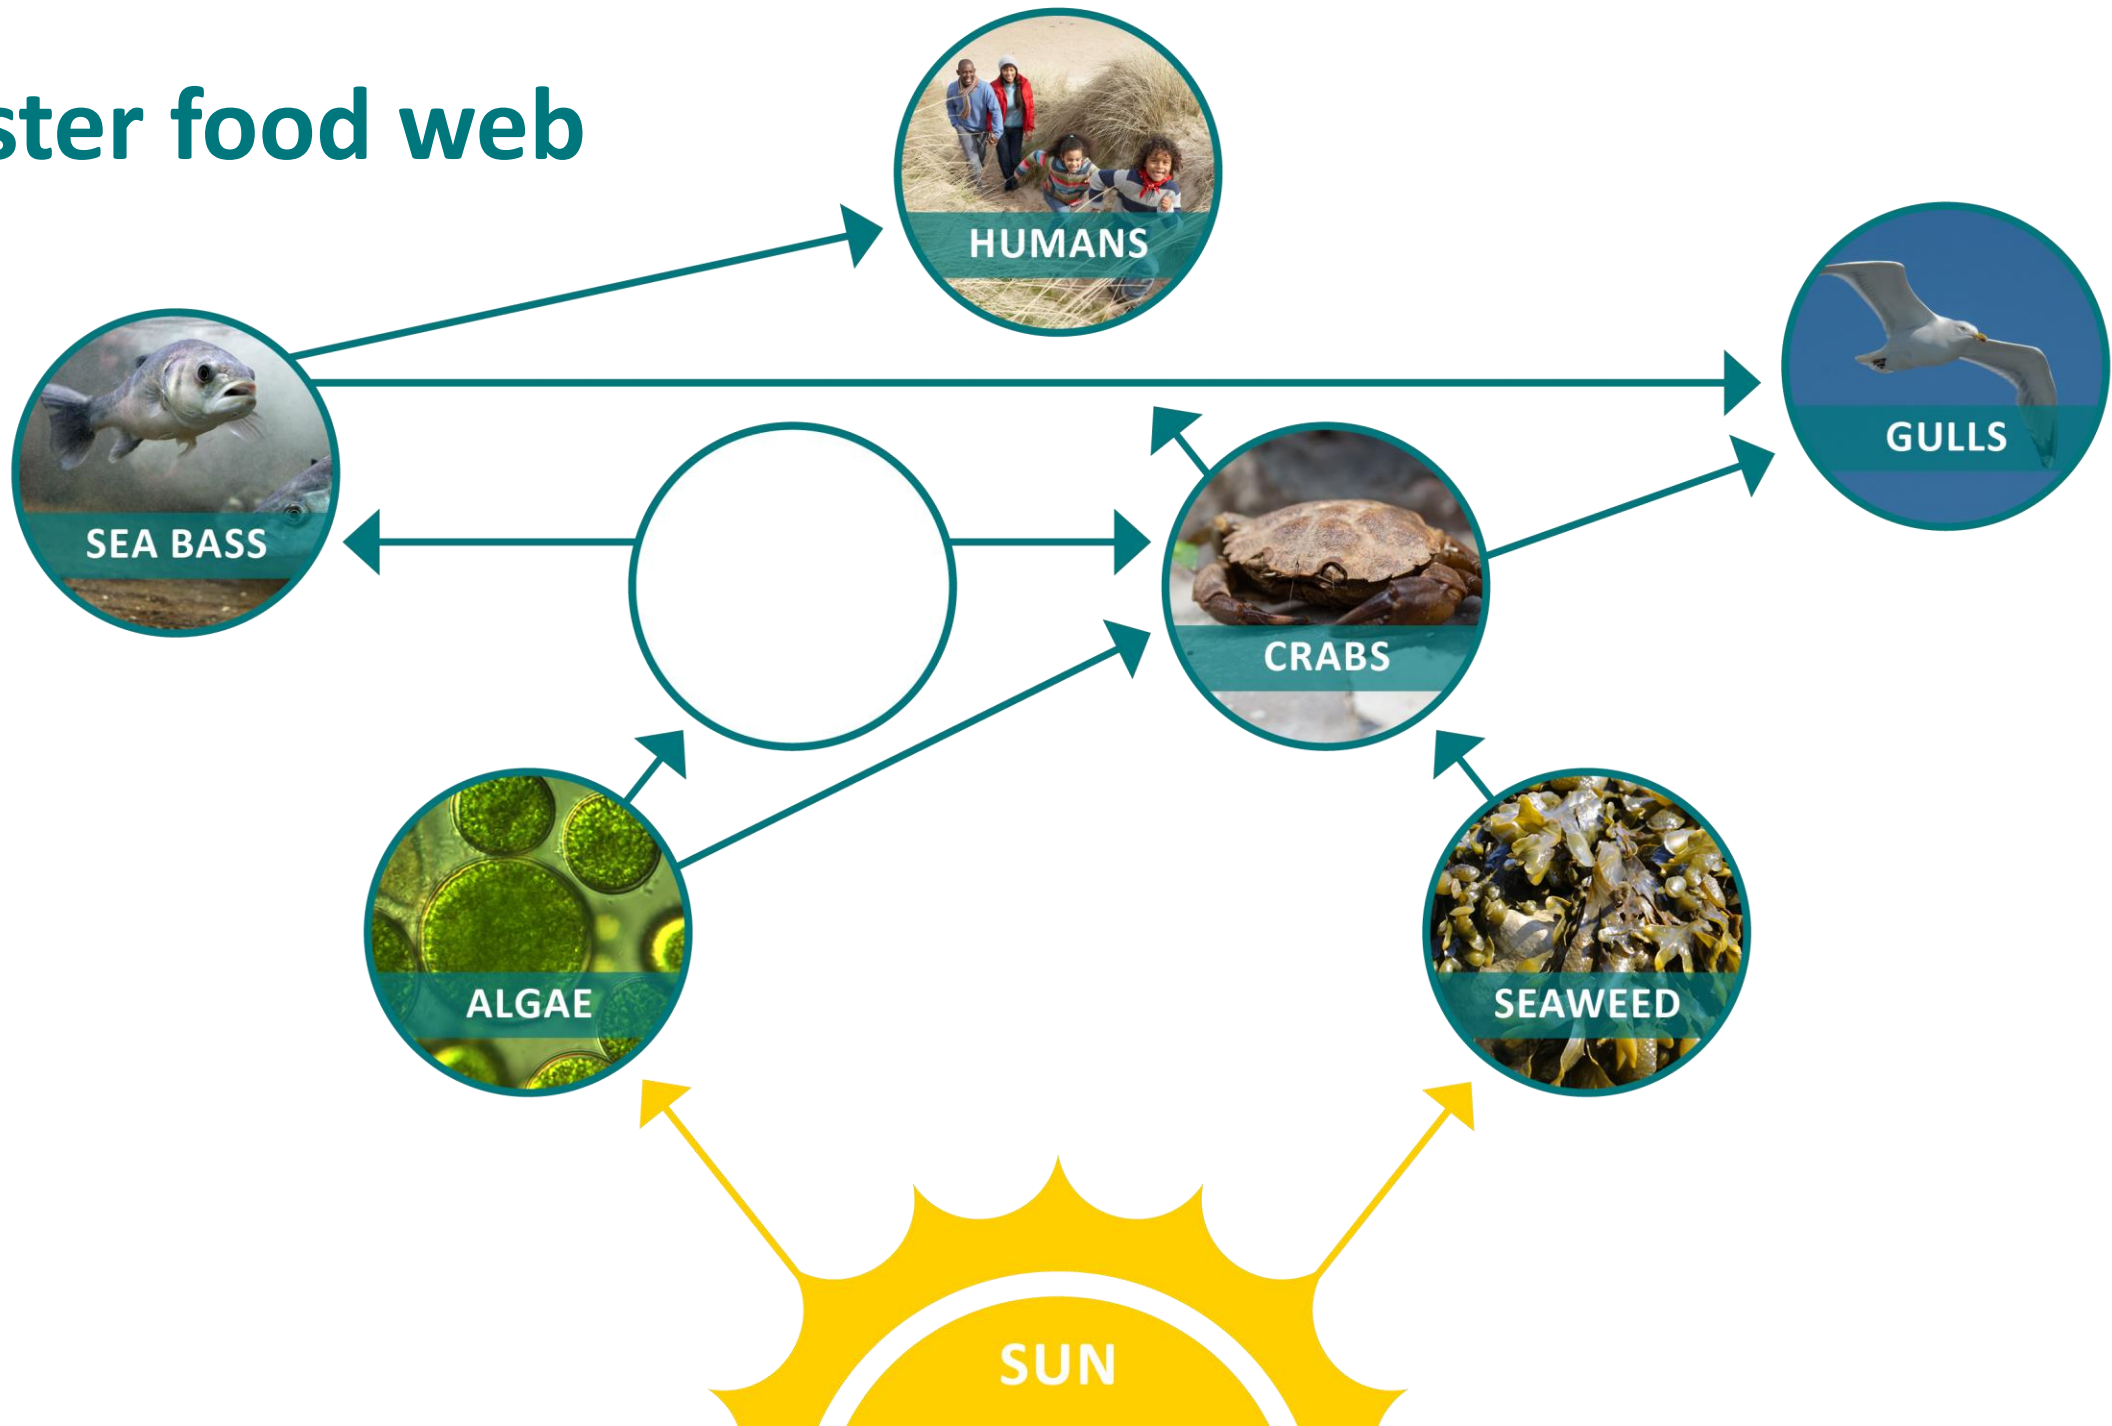 ster food web
HUMANS
GULLS
SEA BASS
CRABS
ALGAE
SEAWEED
SUN